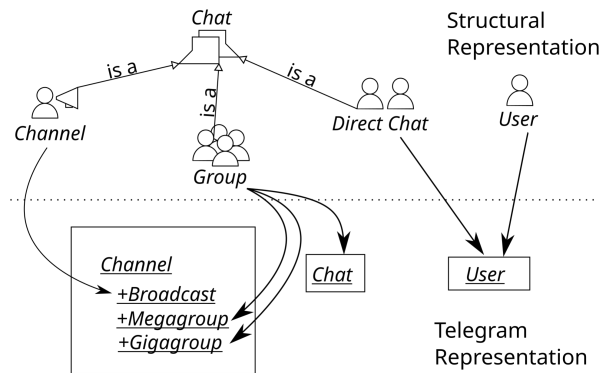 Chat
Structural
Representation
is a
is a
is a
Channel
Direct Chat
User
Group
Channel
Chat
User
+Broadcast
+Megagroup
+Gigagroup
Telegram
Representation